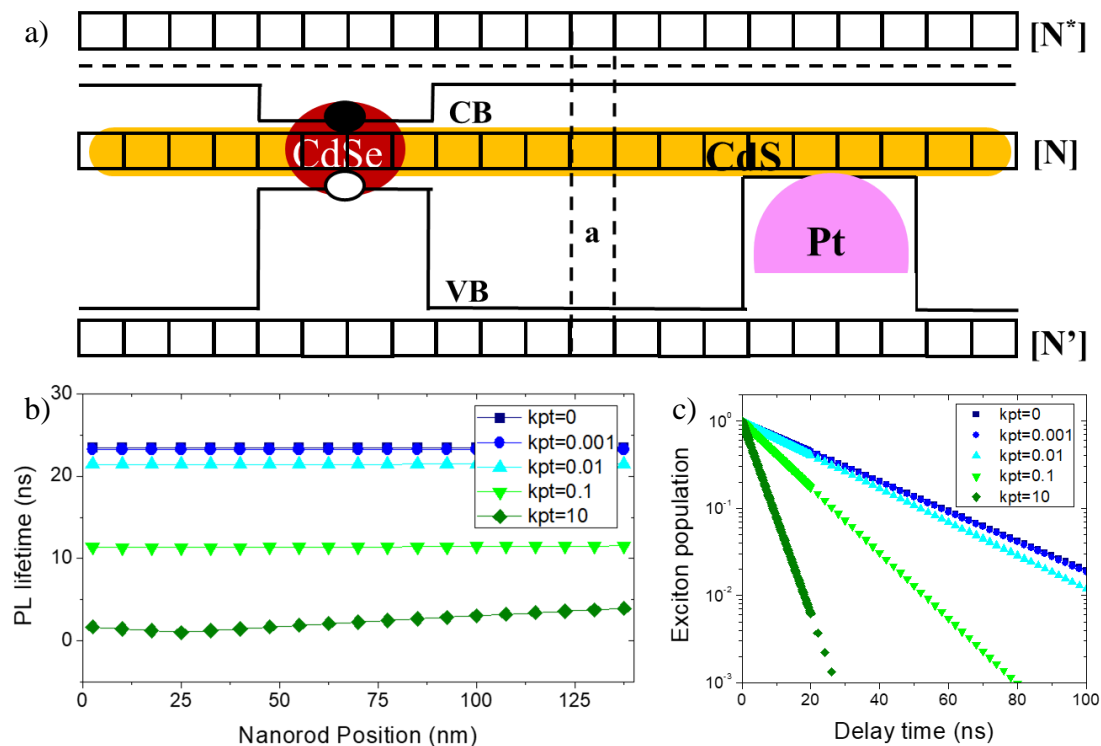 a)
[N*]
CB
CdSe
CdS
[N]
a
Pt
VB
[N']
b)
30
20
10
0
PL lifetime (ns)
0
25
50
75
100
125
Nanorod Position (nm)
kpt=0
kpt=0.001
kpt=0.01
kpt=0.1
kpt=10
c)
10⁰
10⁻¹
10⁻²
10⁻³
Exciton population
0
20
40
60
80
100
Delay time (ns)
kpt=0
kpt=0.001
kpt=0.01
kpt=0.1
kpt=10